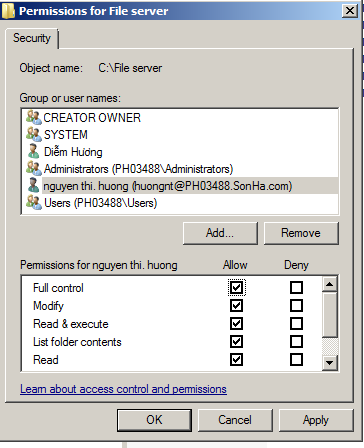 Permissions for File server
Security
Object name: C:\File server
Group or user names:
CREATOR OWNER
SYSTEM
Diễm Hương
Administrators (PH03488\Administrators)
nguyen thi. huong (huongnt@PH03488.SonHa.com)
Users (PH03488\Users)
Add... Remove
Permissions for nguyen thi. huong Allow Deny
Full control
Modify
Read & execute
List folder contents
Read
Learn about access control and permissions
OK Cancel Apply